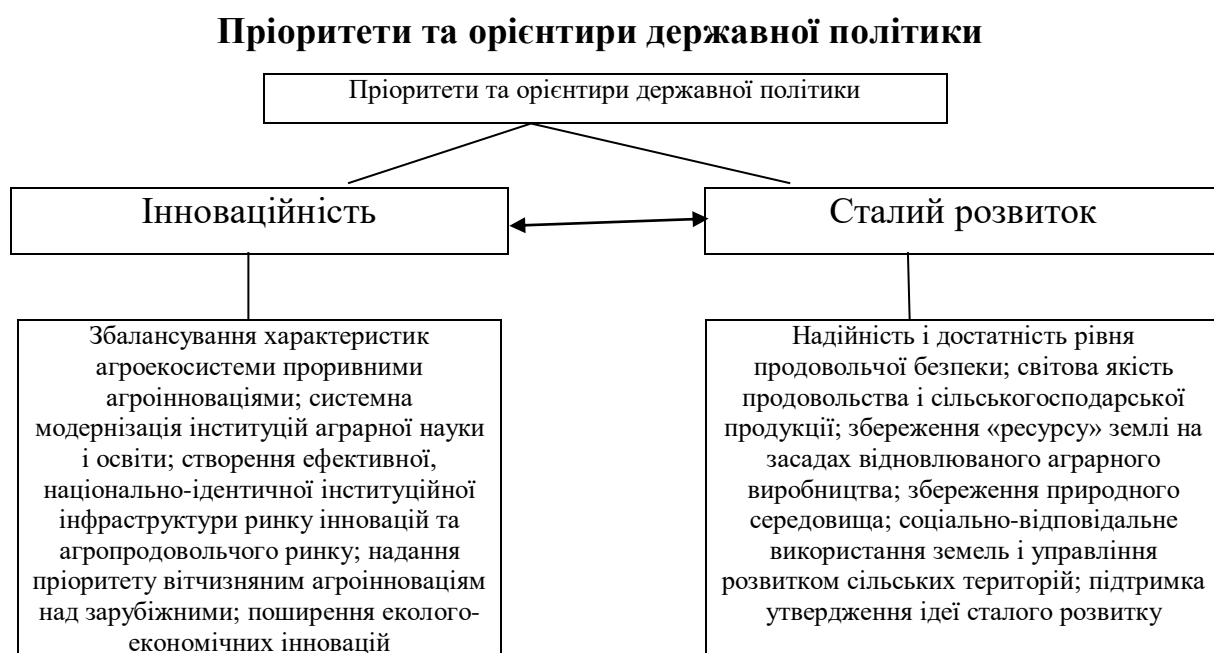 Пріоритети та орієнтири державної політики
Пріоритети та орієнтири державної політики
Інноваційність
Сталий розвиток
Збалансування характеристик
агроекосистеми проривними
агроінноваціями; системна
модернізація інституцій аграрної науки
і освіти; створення ефективної,
національно-ідентичної інституційної
інфраструктури ринку інновацій та
агропродовольчого ринку; надання
пріоритету вітчизняним агроінноваціям
над зарубіжними; поширення еколого-
економічних інновацій
Надійність і достатність рівня
продовольчої безпеки; світова якість
продовольства і сільськогосподарської
продукції; збереження «ресурсу» землі на
засадах відновлюваного аграрного
виробництва; збереження природного
середовища; соціально-відповідальне
використання земель і управління
розвитком сільських територій; підтримка
утвердження ідеї сталого розвитку